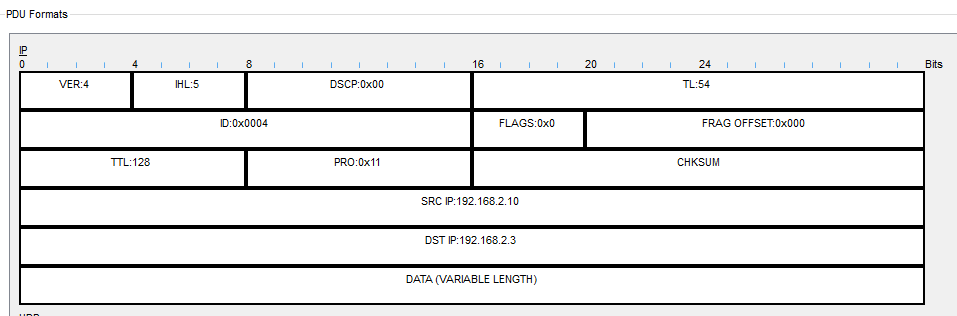 PDU Formats
IP
0 4 8 16 20 24 Bits
VER:4 IHL:5 DSCP:0x00 TL:54
ID:0x0004 FLAGS:0x0 FRAG OFFSET:0x000
TTL:128 PRO:0x11 CHKSUM
SRC IP:192.168.2.10
DST IP:192.168.2.3
DATA (VARIABLE LENGTH)